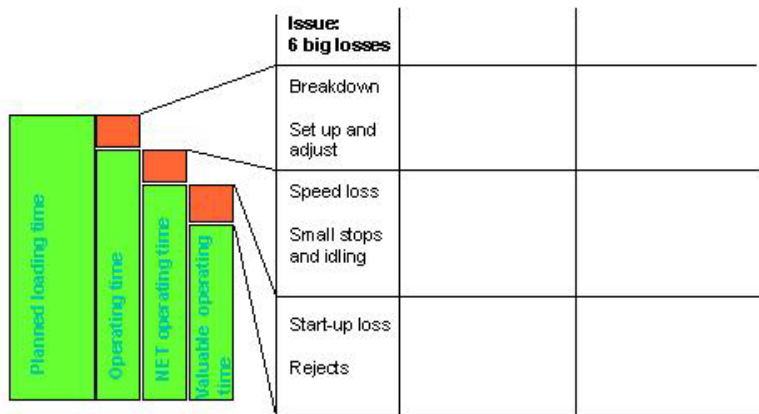 Issue:
6 big losses
Breakdown
Set up and
adjust
Speed loss
Small stops
and idling
Start-up loss
Rejects
Planned loading time
Operating time
NET operating time
Valuable operating
time